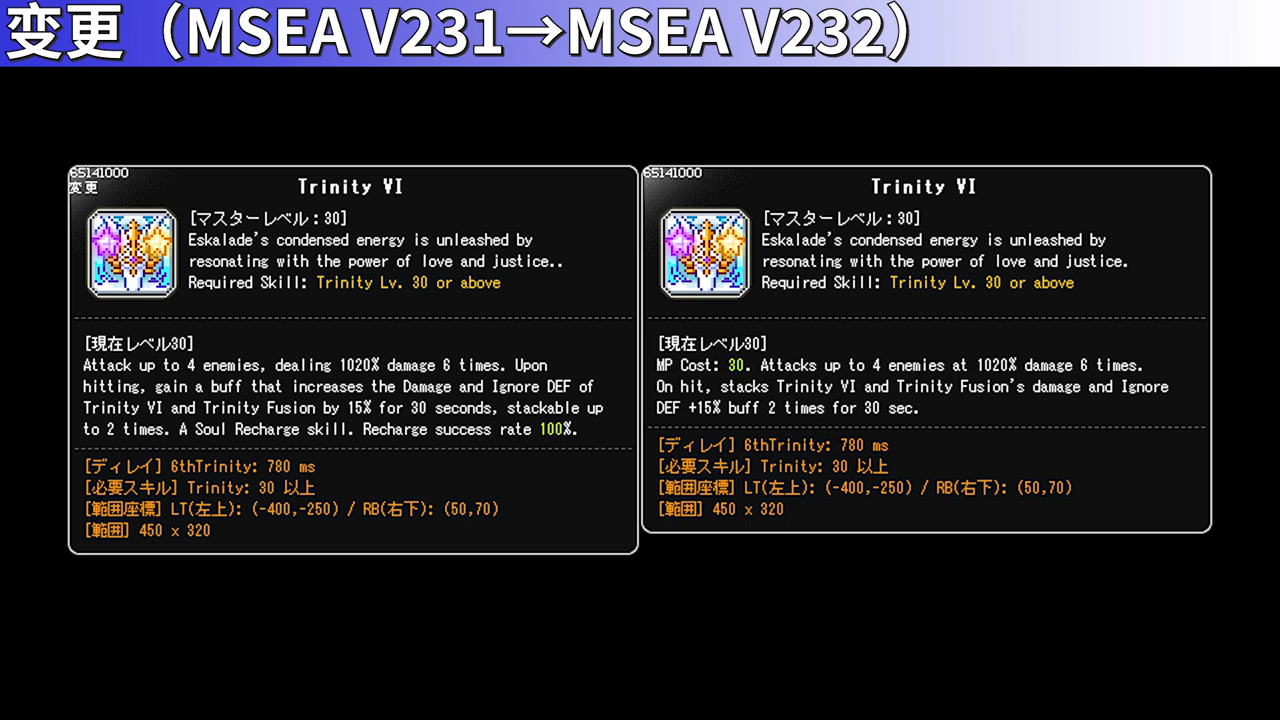 変更（MSEA V231→MSEA V232）
65141000
変更
Trinity VI
[マスターレベル：30]
Eskalade's condensed energy is unleashed by
resonating with the power of love and justice..
Required Skill: Trinity Lv. 30 or above
[現在レベル30]
Attack up to 4 enemies, dealing 1020% damage 6 times. Upon
hitting, gain a buff that increases the Damage and Ignore DEF of
Trinity VI and Trinity Fusion by 15% for 30 seconds, stackable up
to 2 times. A Soul Recharge skill. Recharge success rate 100%.
[ディレイ] 6thTrinity: 780 ms
[必要スキル] Trinity: 30 以上
[範囲座標] LT(左上): (-400,-250) / RB(右下): (50,70)
[範囲] 450 x 320
65141000
Trinity VI
[マスターレベル：30]
Eskalade's condensed energy is unleashed by
resonating with the power of love and justice.
Required Skill: Trinity Lv. 30 or above
[現在レベル30]
MP Cost: 30. Attacks up to 4 enemies at 1020% damage 6 times.
On hit, stacks Trinity VI and Trinity Fusion's damage and Ignore
DEF +15% buff 2 times for 30 sec.
[ディレイ] 6thTrinity: 780 ms
[必要スキル] Trinity: 30 以上
[範囲座標] LT(左上): (-400,-250) / RB(右下): (50,70)
[範囲] 450 x 320